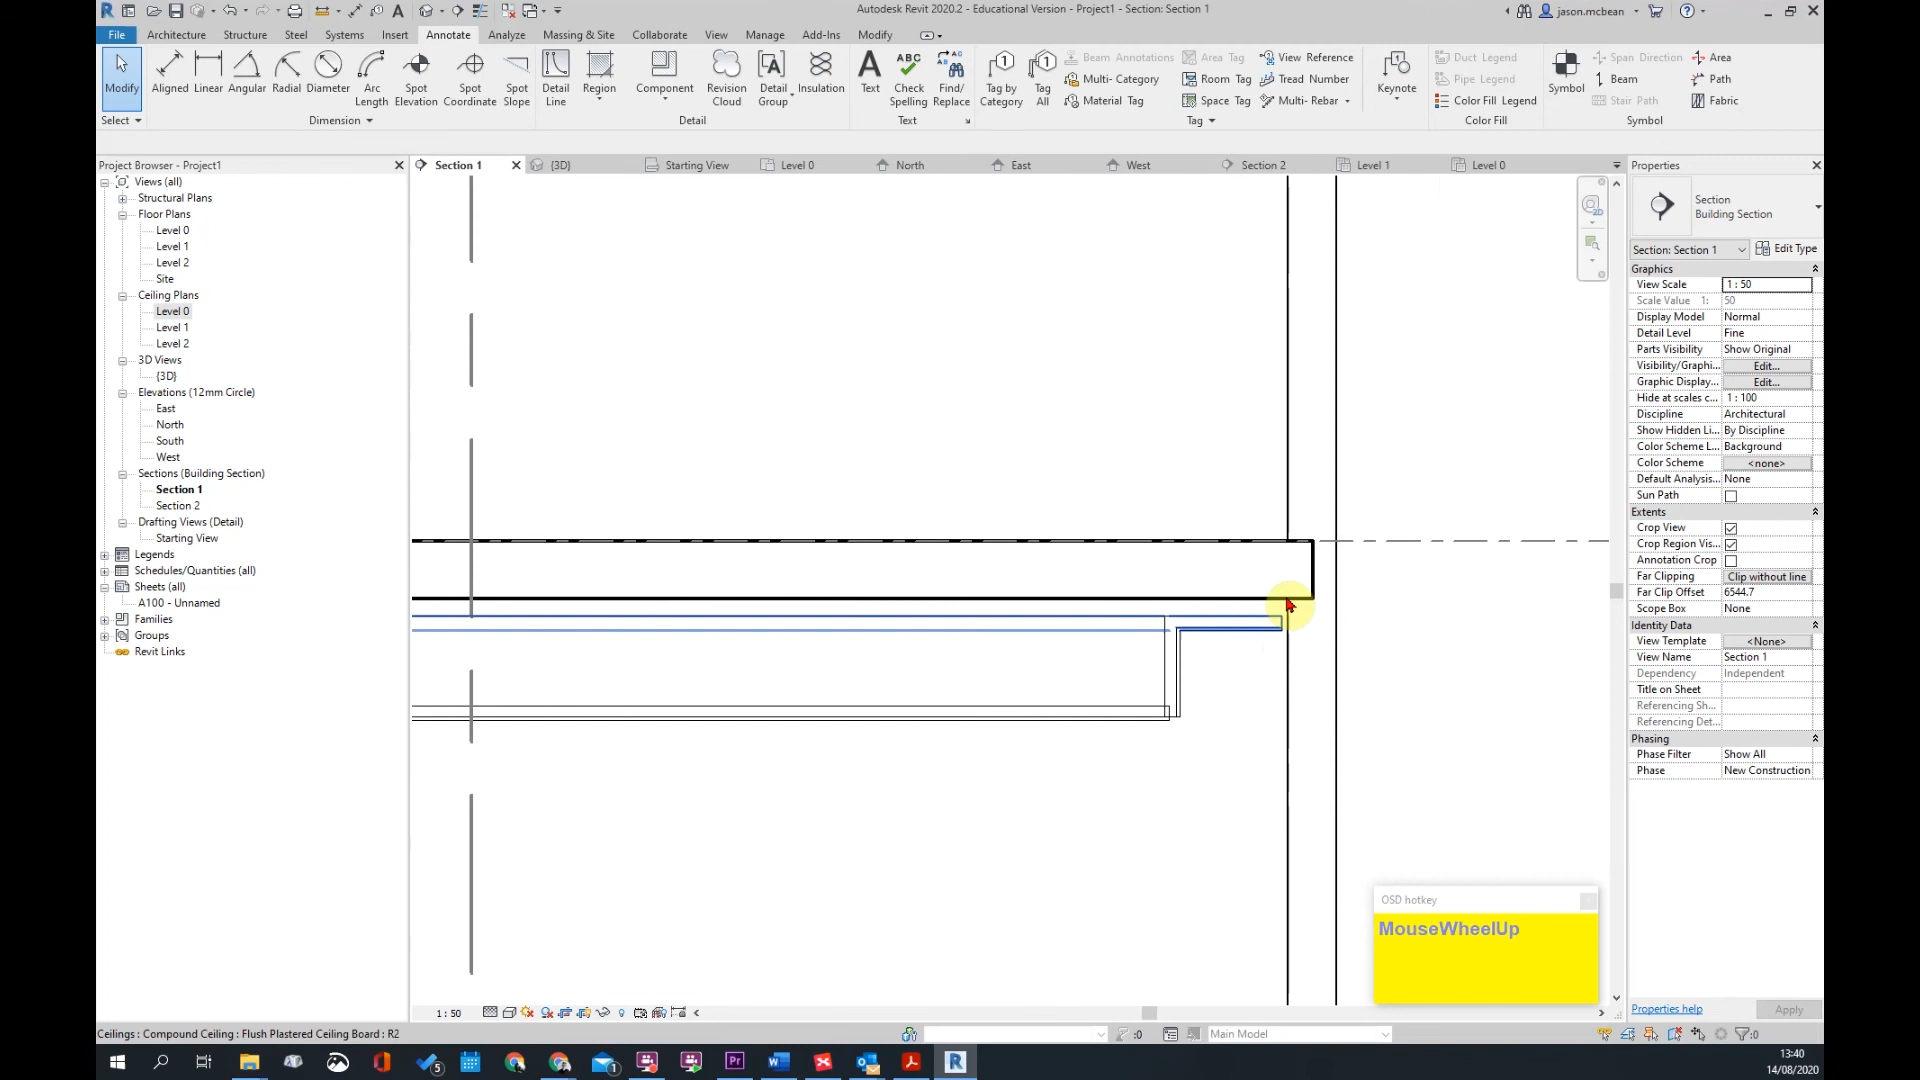 Autodesk Revit 2020.2 - Educational Version - Project1 - Section: Section 1
jason.mcbean
File Architecture Structure Steel Systems Insert Annotate Analyze Massing & Site Collaborate View Manage Add-Ins Modify
Modify
Aligned Linear Angular Radial Diameter Arc Length Spot Elevation Spot Coordinate Spot Slope
Detail Line Region Component Revision Cloud Detail Group Insulation
Text Check Spelling Find/ Replace
Tag by Category Tag All
Beam Annotations Area Tag View Reference
Multi- Category Room Tag Tread Number
Material Tag Space Tag Multi- Rebar
Keynote
Duct Legend
Pipe Legend
Color Fill Legend
Symbol
Span Direction Area
Beam Path
Stair Path Fabric
Select Dimension Detail Text Tag Color Fill Symbol
Project Browser - Project1
Section 1 {3D} Starting View Level 0 North East West Section 2 Level 1 Level 0
Views (all)
Structural Plans
Floor Plans
Level 0
Level 1
Level 2
Site
Ceiling Plans
Level 0
Level 1
Level 2
3D Views
{3D}
Elevations (12mm Circle)
East
North
South
West
Sections (Building Section)
Section 1
Section 2
Drafting Views (Detail)
Starting View
Legends
Schedules/Quantities (all)
Sheets (all)
A100 - Unnamed
Families
Groups
Revit Links
2D
Properties
Section
Building Section
Section: Section 1 Edit Type
Graphics
View Scale 1 : 50
Scale Value 1: 50
Display Model Normal
Detail Level Fine
Parts Visibility Show Original
Visibility/Graphi... Edit...
Graphic Display... Edit...
Hide at scales c... 1 : 100
Discipline Architectural
Show Hidden Li... By Discipline
Color Scheme L... Background
Color Scheme <none>
Default Analysis... None
Sun Path
Extents
Crop View
Crop Region Vis...
Annotation Crop
Far Clipping Clip without line
Far Clip Offset 6544.7
Scope Box None
Identity Data
View Template <None>
View Name Section 1
Dependency Independent
Title on Sheet
Referencing Sh...
Referencing Det...
Phasing
Phase Filter Show All
Phase New Construction
Properties help Apply
OSD hotkey
MouseWheelUp
1 : 50
Ceilings : Compound Ceiling : Flush Plastered Ceiling Board : R2
:0 Main Model :0
5 1 Pr
13:40
14/08/2020